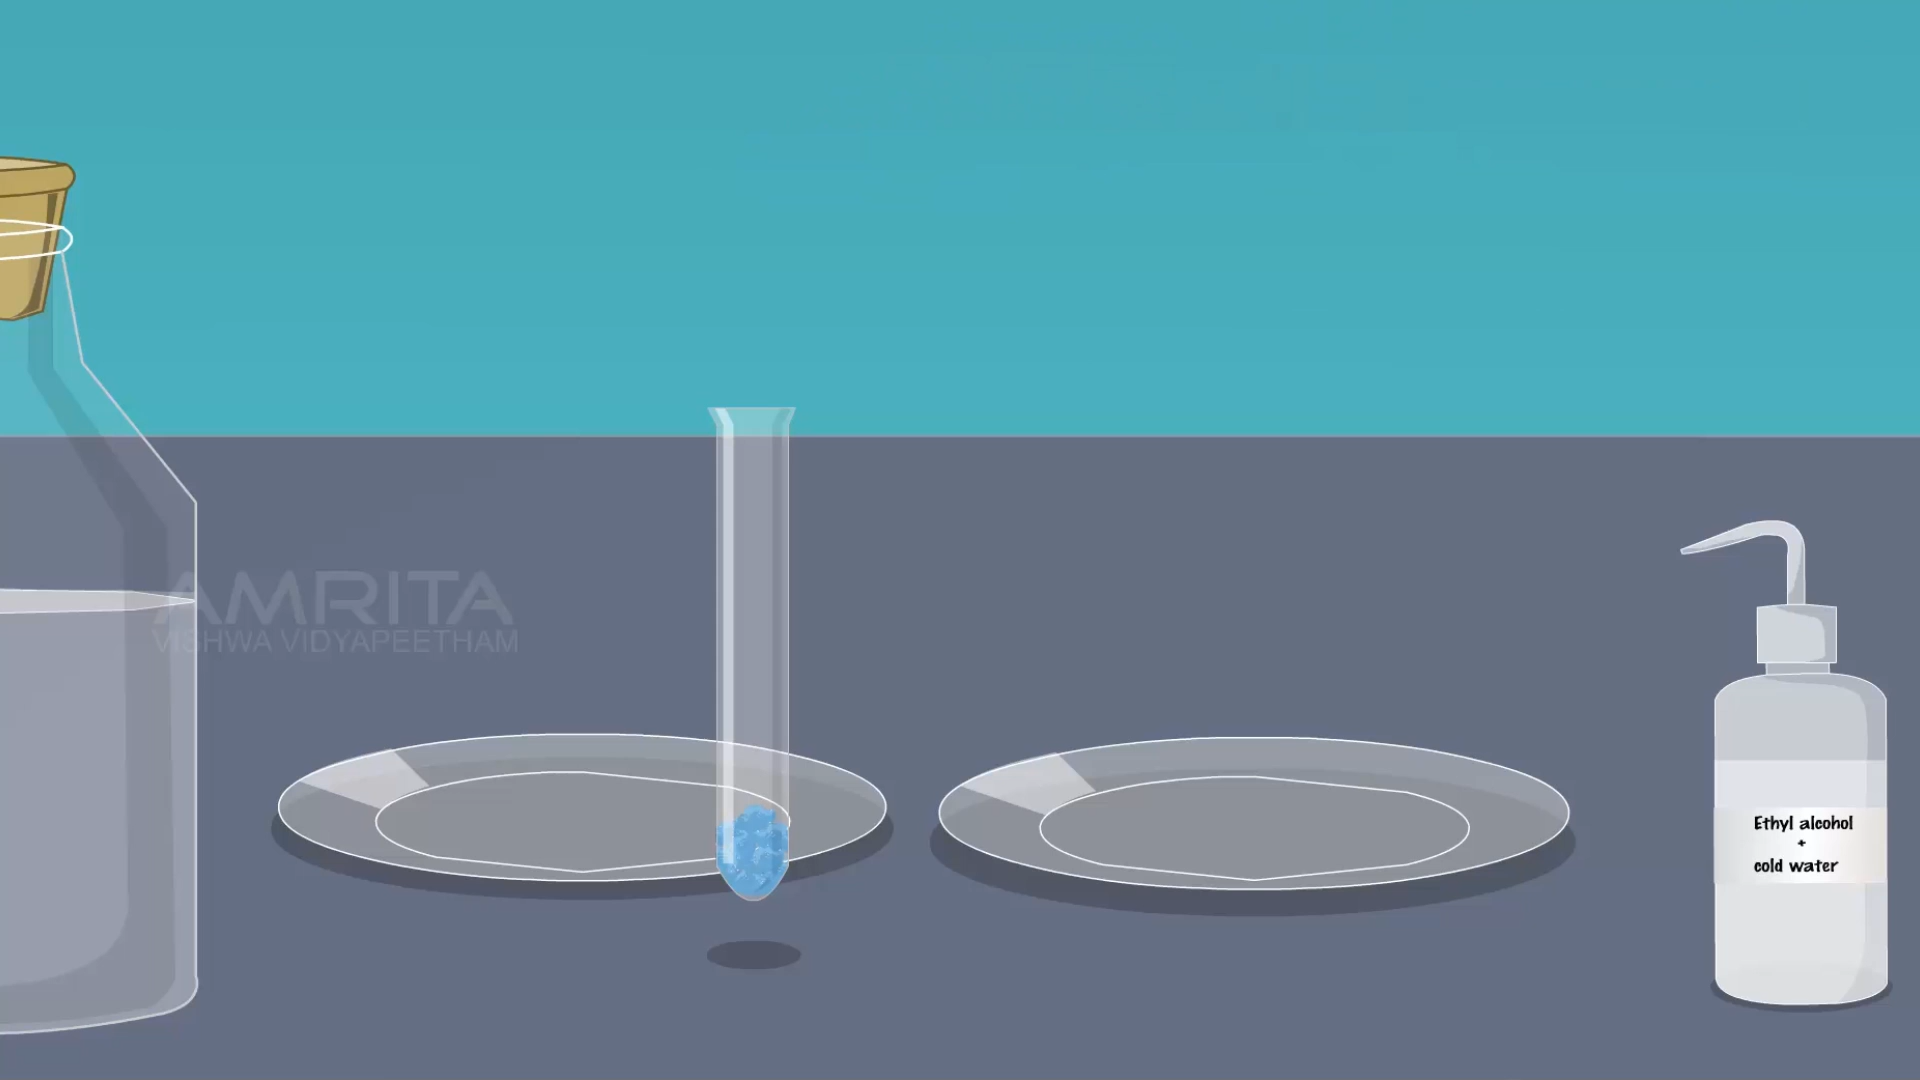 AMRITA
VISHWA VIDYAPEETHAM
Ethyl alcohol
+
cold water